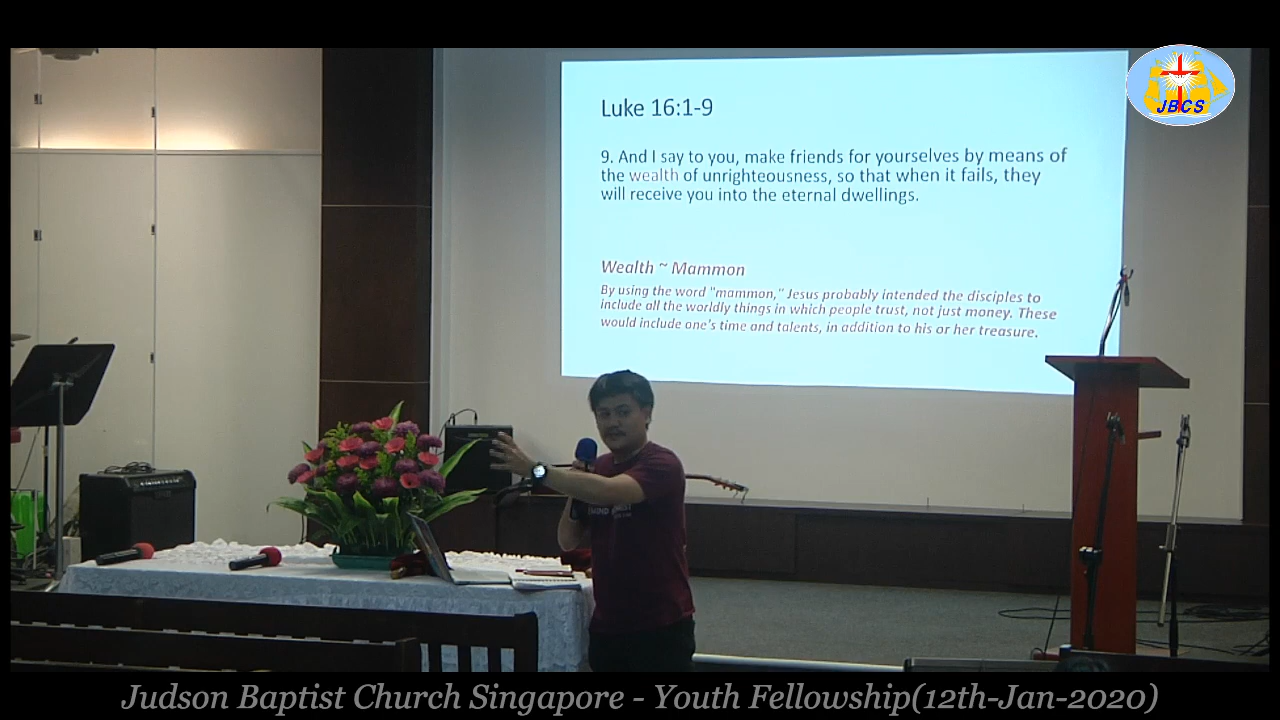 Luke 16:1-9
9. And I say to you, make friends for yourselves by means of
the wealth of unrighteousness, so that when it fails, they
will receive you into the eternal dwellings.
Wealth ~ Mammon
By using the word "mammon," Jesus probably intended the disciples to
include all the worldly things in which people trust, not just money. These
would include one's time and talents, in addition to his or her treasure.
JBCS
Judson Baptist Church Singapore - Youth Fellowship(12th-Jan-2020)